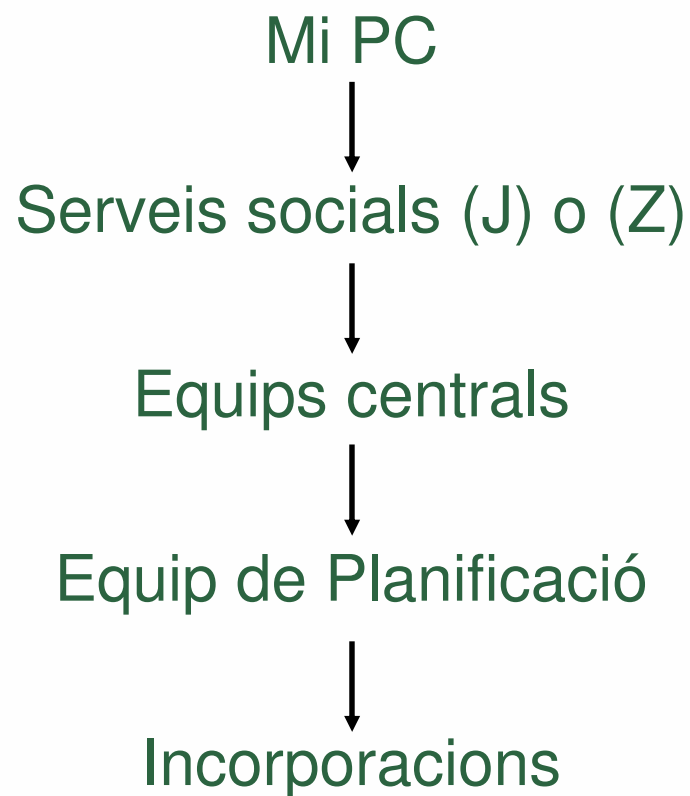 Mi PC
Serveis socials (J) o (Z)
Equips centrals
Equip de Planificació
Incorporacions